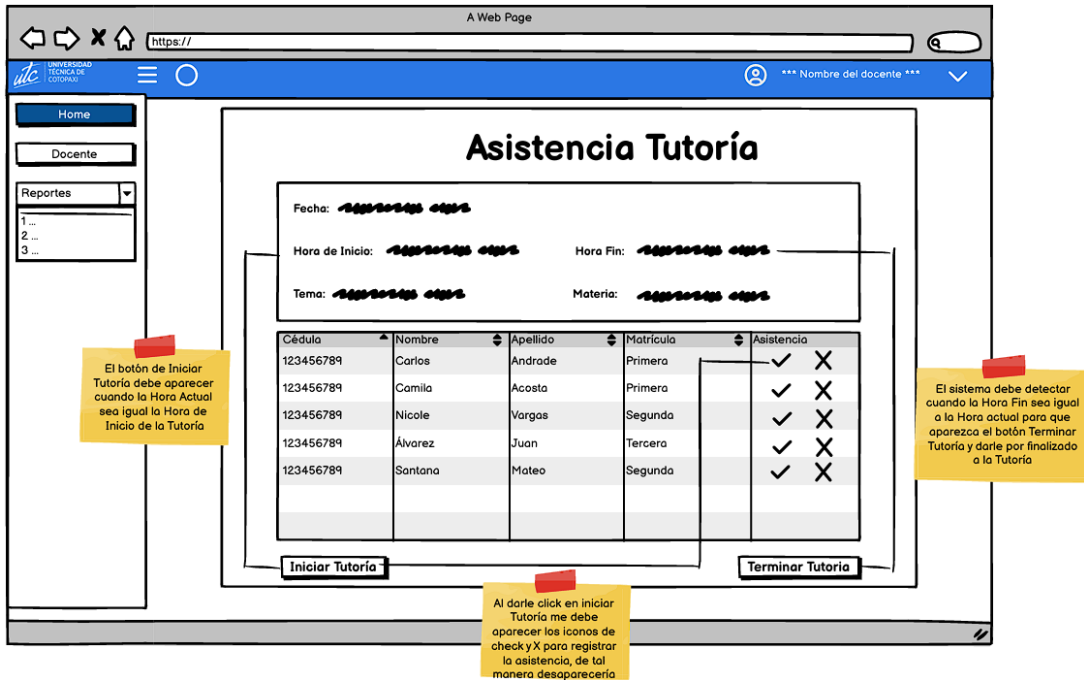 A Web Page
https://
utc UNIVERSIDAD
TÉCNICA DE
COTOPAXI
*** Nombre del docente ***
Home
Docente
Reportes
1 ...
2 ...
3 ...
Asistencia Tutoría
Fecha:
Hora de Inicio: Hora Fin:
Tema: Materia:
Cédula Nombre Apellido Matrícula Asistencia
123456789 Carlos Andrade Primera
123456789 Camila Acosta Primera
123456789 Nicole Vargas Segunda
123456789 Álvarez Juan Tercera
123456789 Santana Mateo Segunda
Iniciar Tutoría Terminar Tutoria
El botón de Iniciar
Tutoría debe aparecer
cuando la Hora Actual
sea igual la Hora de
Inicio de la Tutoría
El sistema debe detectar
cuando la Hora Fin sea igual
a la Hora actual para que
aparezca el botón Terminar
Tutoría y darle por finalizado
a la Tutoría
Al darle click en iniciar
Tutoría me debe
aparecer los iconos de
check y X para registrar
la asistencia, de tal
manera desaparecería